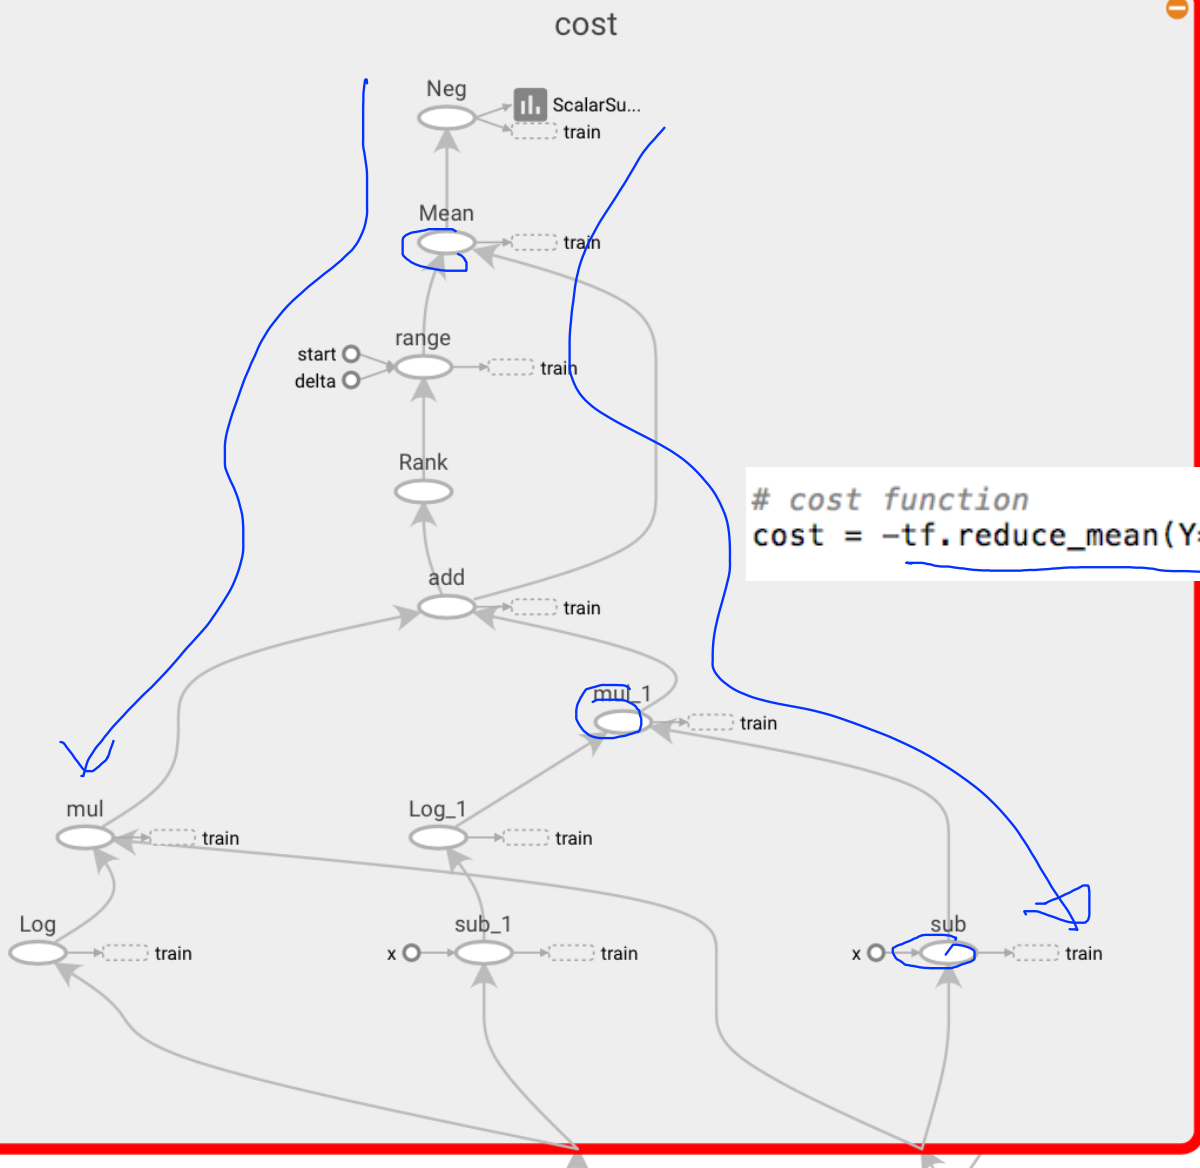 cost
Neg
ScalarSu...
train
Mean
train
range
start
delta
train
Rank
# cost function
cost = -tf.reduce_mean(Y
add
train
mul_1
train
mul
train
Log_1
train
Log
train
sub_1
x
train
sub
x
train